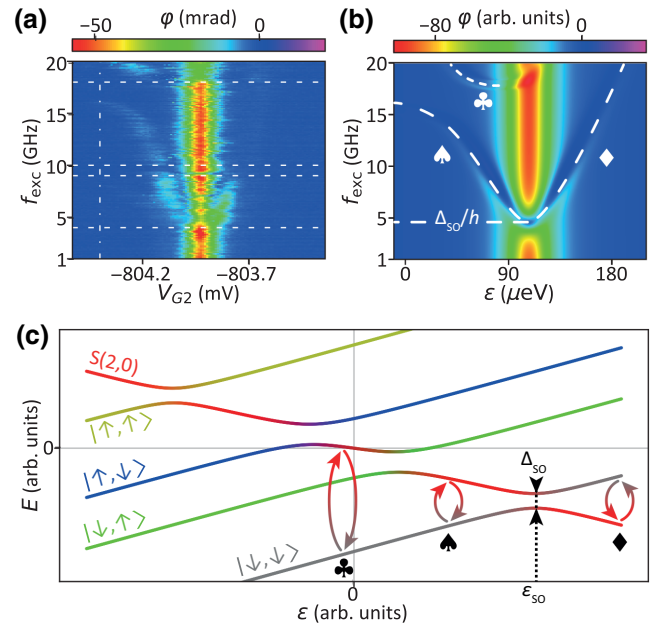 (a)
φ (mrad)
−50
0
20
15
10
5
1
f_exc (GHz)
−804.2
−803.7
V_G2 (mV)
(b)
φ (arb. units)
−80
0
20
15
10
5
1
f_exc (GHz)
♣
♠
♦
Δ_SO/h
0
90
180
ε (μeV)
(c)
S(2,0)
|↑,↑⟩
|↑,↓⟩
|↓,↑⟩
|↓,↓⟩
0
E (arb. units)
♣
♠
♦
Δ_SO
ε_SO
0
ε (arb. units)